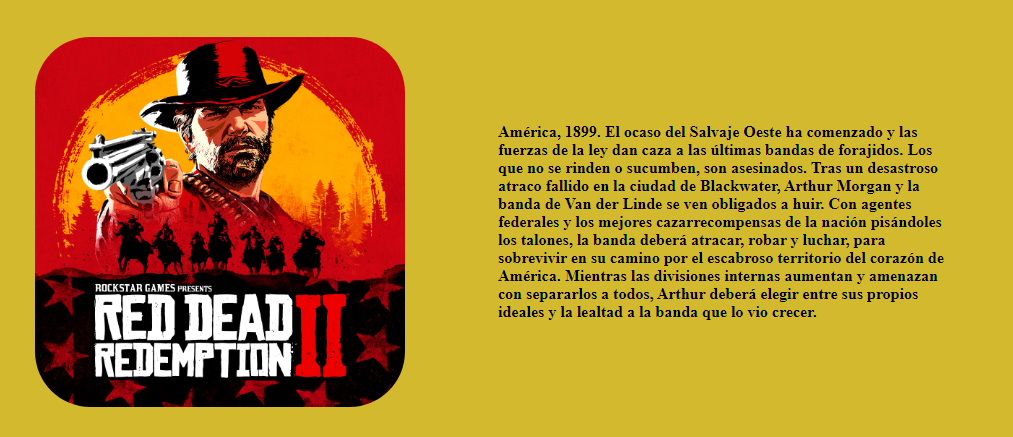 ROCKSTAR GAMES PRESENTS
RED DEAD
REDEMPTION II
América, 1899. El ocaso del Salvaje Oeste ha comenzado y las
fuerzas de la ley dan caza a las últimas bandas de forajidos. Los
que no se rinden o sucumben, son asesinados. Tras un desastroso
atraco fallido en la ciudad de Blackwater, Arthur Morgan y la
banda de Van der Linde se ven obligados a huir. Con agentes
federales y los mejores cazarrecompensas de la nación pisándoles
los talones, la banda deberá atracar, robar y luchar, para
sobrevivir en su camino por el escabroso territorio del corazón de
América. Mientras las divisiones internas aumentan y amenazan
con separarlos a todos, Arthur deberá elegir entre sus propios
ideales y la lealtad a la banda que lo vio crecer.